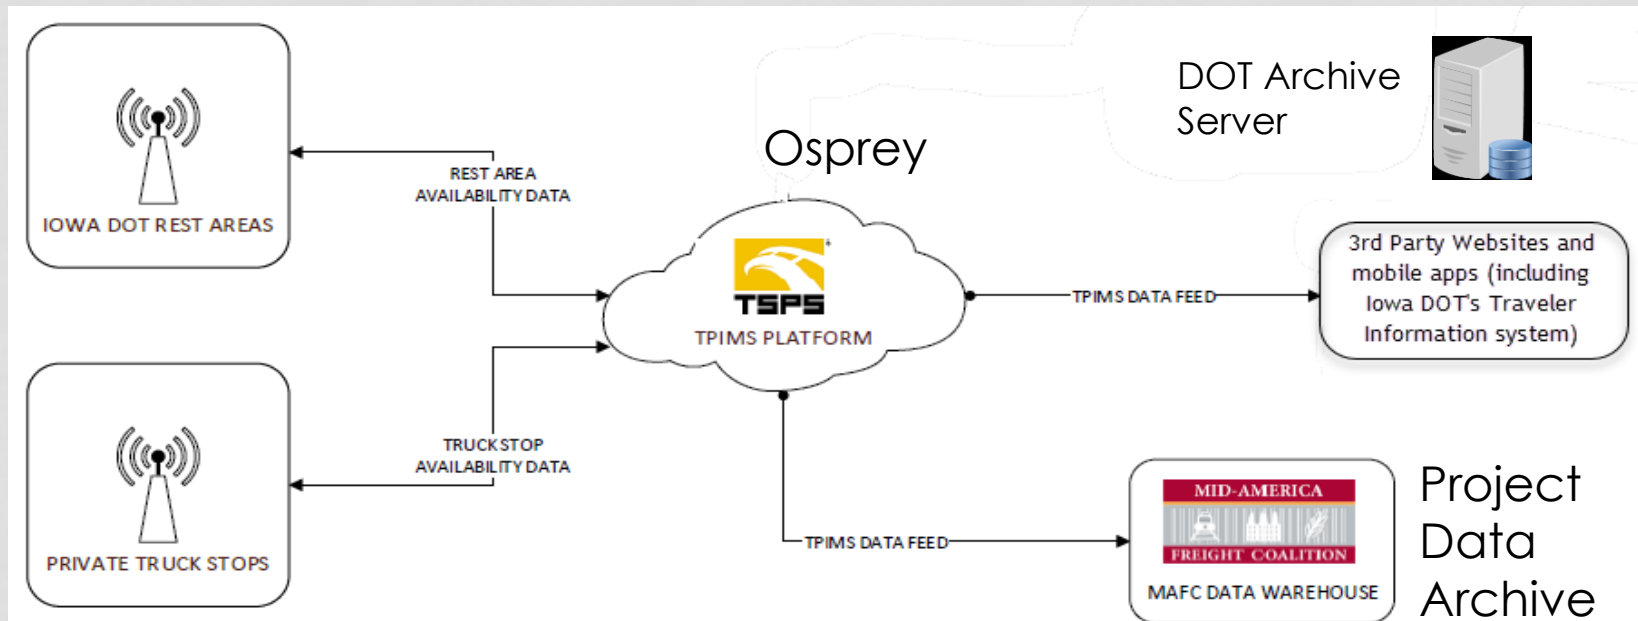 IOWA DOT REST AREAS
REST AREA
AVAILABILITY DATA
Osprey
DOT Archive
Server
TSPS
TPIMS PLATFORM
TPIMS DATA FEED
3rd Party Websites and
mobile apps (including
Iowa DOT's Traveler
Information system)
PRIVATE TRUCK STOPS
TRUCK STOP
AVAILABILITY DATA
TPIMS DATA FEED
MID-AMERICA
FREIGHT COALITION
MAFC DATA WAREHOUSE
Project
Data
Archive